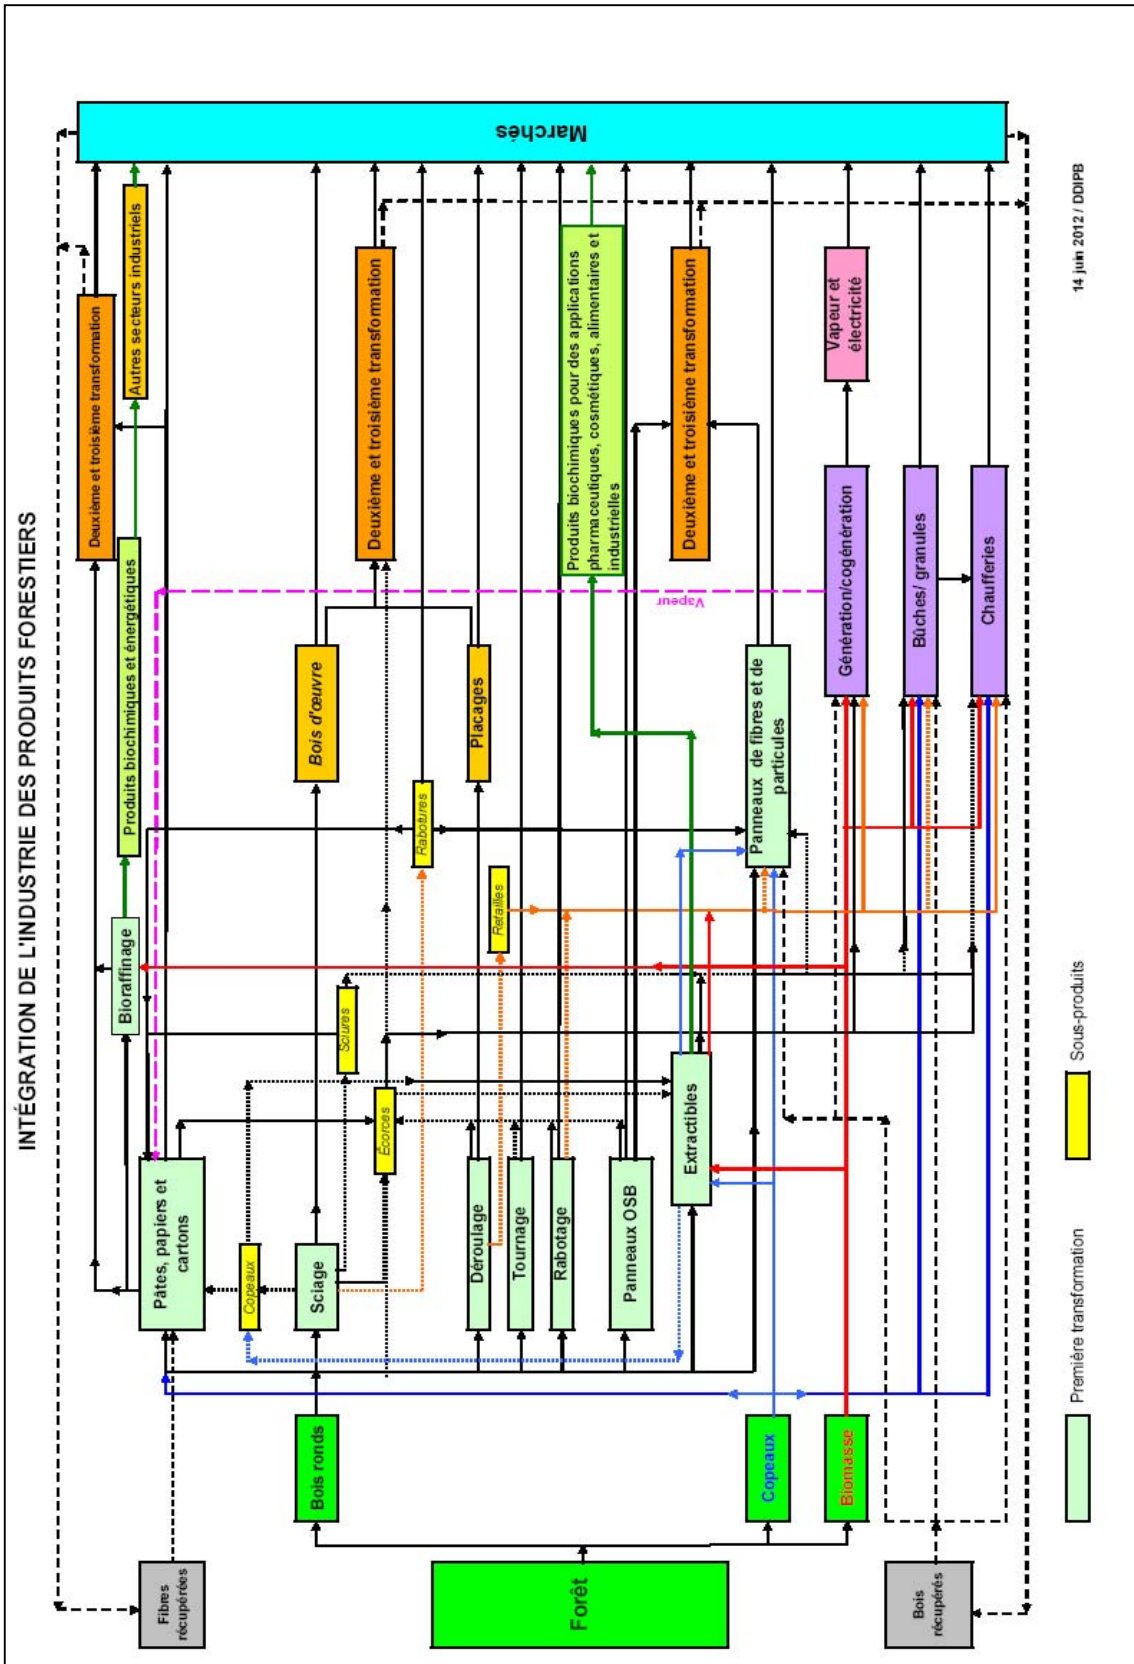 INTÉGRATION DE L'INDUSTRIE DES PRODUITS FORESTIERS
Fibres
récupérées
Forêt
Bois
récupérés
Bois ronds
Copeaux
Biomasse
Pâtes, papiers et
cartons
Copeaux
Sciage
Déroulage
Tournage
Rabotage
Panneaux OSB
Extractibles
Écorces
Sciures
Bioraffinage
Retailles
Rabotures
Bois d'œuvre
Placages
Panneaux de fibres et de
particules
Produits biochimiques et énergétiques
Deuxième et troisième transformation
Autres secteurs industriels
Deuxième et troisième transformation
Produits biochimiques pour des applications
pharmaceutiques, cosmétiques, alimentaires et
industrielles
Deuxième et troisième transformation
Vapeur
Génération/cogénération
Bûches/ granules
Chaufferies
Vapeur et
électricité
Marchés
Première transformation
Sous-produits
14 juin 2012 / DDIPB